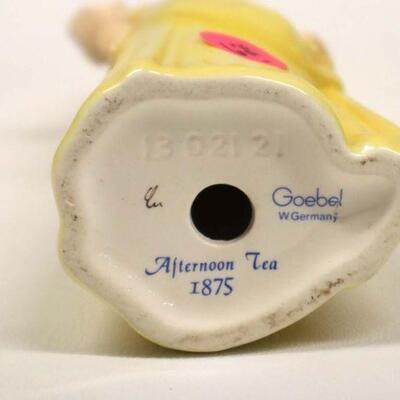 13 021 21
Goebel
W.Germany
Afternoon Tea
1875